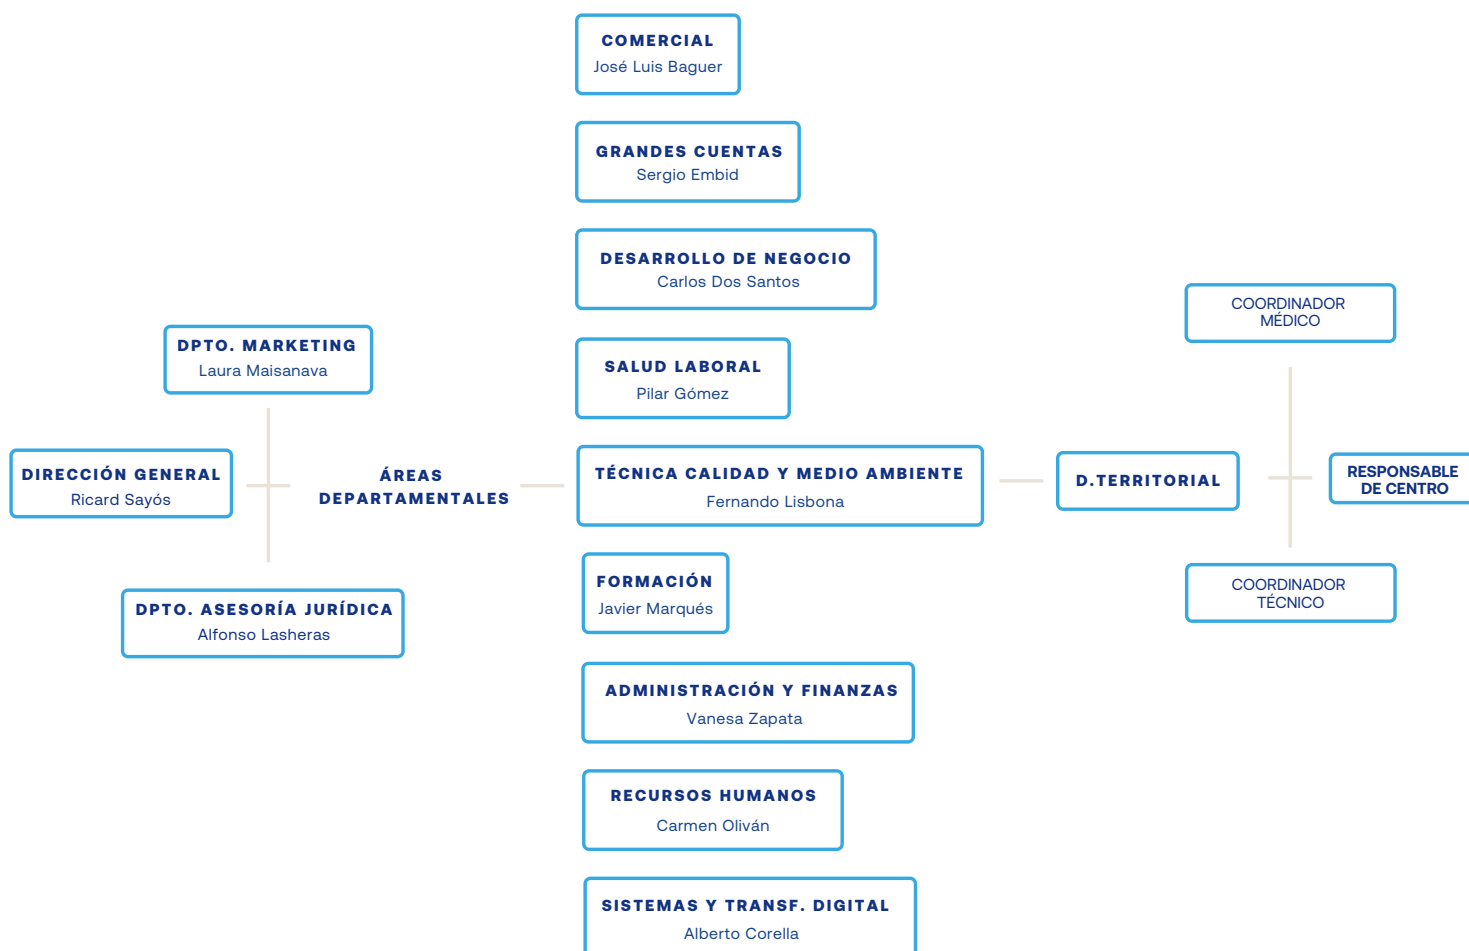 COMERCIAL
José Luis Baguer
GRANDES CUENTAS
Sergio Embid
DESARROLLO DE NEGOCIO
Carlos Dos Santos
SALUD LABORAL
Pilar Gómez
TÉCNICA CALIDAD Y MEDIO AMBIENTE
Fernando Lisbona
FORMACIÓN
Javier Marqués
ADMINISTRACIÓN Y FINANZAS
Vanesa Zapata
RECURSOS HUMANOS
Carmen Oliván
SISTEMAS Y TRANSF. DIGITAL
Alberto Corella
DPTO. MARKETING
Laura Maisanava
DIRECCIÓN GENERAL
Ricard Sayós
DPTO. ASESORÍA JURÍDICA
Alfonso Lasheras
ÁREAS
DEPARTAMENTALES
D.TERRITORIAL
COORDINADOR
MÉDICO
RESPONSABLE
DE CENTRO
COORDINADOR
TÉCNICO